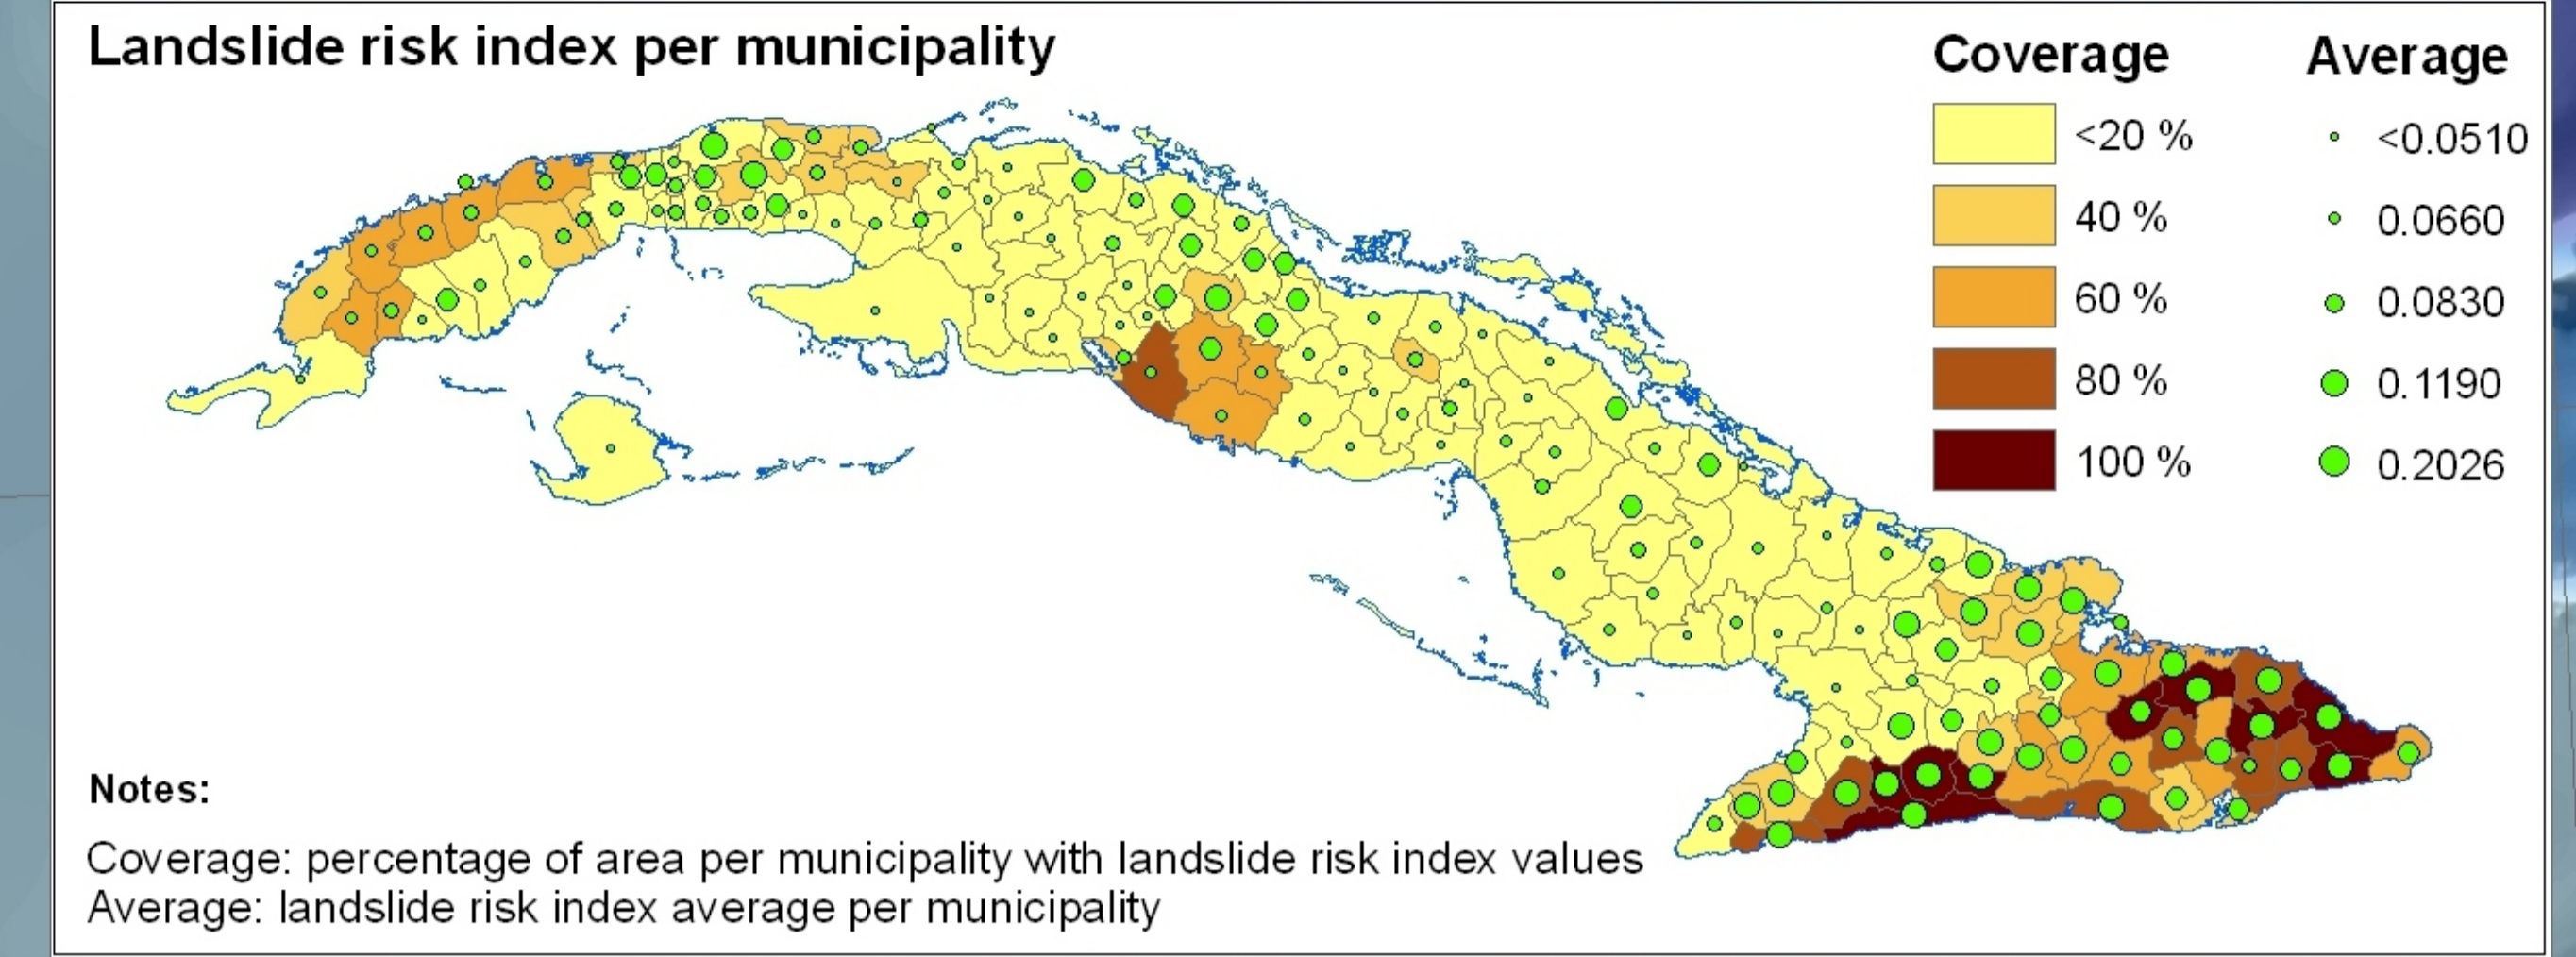 Landslide risk index per municipality
Coverage
<20 %
40 %
60 %
80 %
100 %
Average
<0.0510
0.0660
0.0830
0.1190
0.2026
Notes:
Coverage: percentage of area per municipality with landslide risk index values
Average: landslide risk index average per municipality